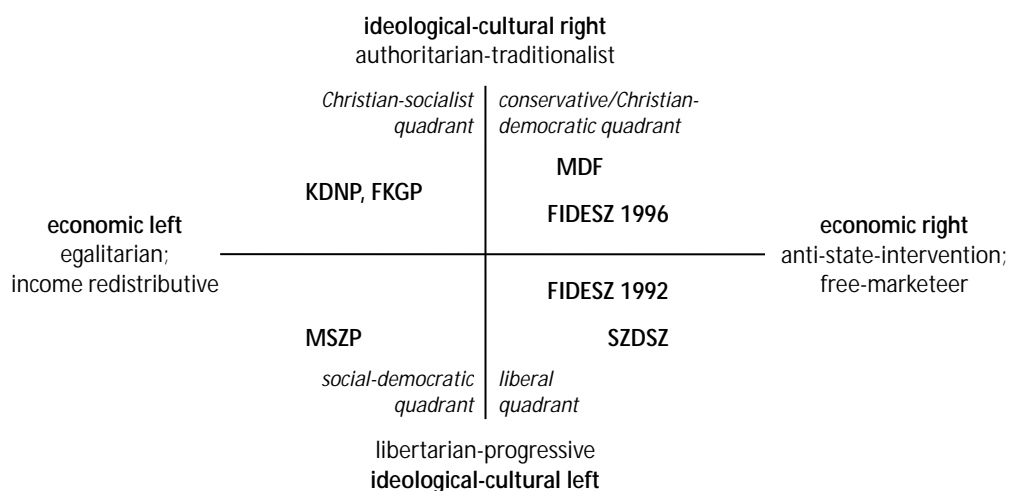 ideological-cultural right
authoritarian-traditionalist
Christian-socialist
quadrant
conservative/Christian-
democratic quadrant
MDF
KDNP, FKGP
FIDESZ 1996
economic left
egalitarian;
income redistributive
economic right
anti-state-intervention;
free-marketeer
FIDESZ 1992
MSZP
SZDSZ
social-democratic
quadrant
liberal
quadrant
libertarian-progressive
ideological-cultural left